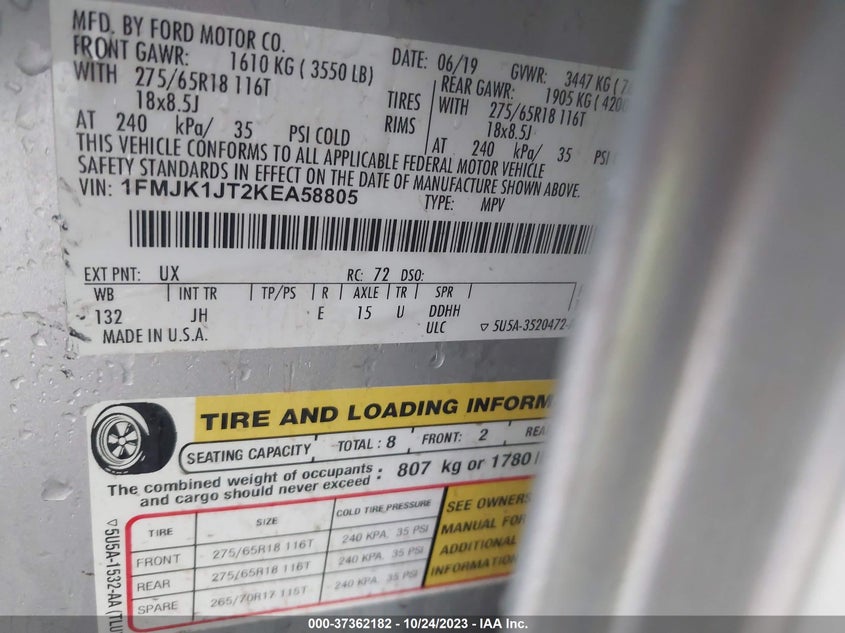 MFD. BY FORD MOTOR CO.
DATE: 06/19 GVWR: 3447 KG
FRONT GAWR: 1610 KG ( 3550 LB)
REAR GAWR: 1905 KG
WITH 275/65R18 116T TIRES WITH 275/65R18 116T
18x8.5J RIMS 18x8.5J
AT 240 kPa/ 35 PSI COLD AT 240 kPa/ 35 PSI
THIS VEHICLE CONFORMS TO ALL APPLICABLE FEDERAL MOTOR VEHICLE
SAFETY STANDARDS IN EFFECT ON THE DATE OF MANUFACTURE SHOWN ABOVE.
VIN: 1FMJK1JT2KEA58805 TYPE: MPV
EXT PNT: UX RC: 72 DSO:
WB INT TR TP/PS R AXLE TR SPR
132 JH E 15 U DDHH
MADE IN U.S.A. ULC ▽5U5A-3520472-
TIRE AND LOADING
SEATING CAPACITY TOTAL: 8 FRONT: 2
The combined weight of occupants
and cargo should never exceed : 807 kg or 1780
TIRE SIZE COLD TIRE PRESSURE
FRONT 275/65R18 116T 240 KPA, 35 PSI
REAR 275/65R18 116T 240 KPA, 35 PSI
SPARE 265/70R17 115T 240 KPA, 35 PSI
SEE OWNERS
MANUAL FOR
ADDITIONAL
INFORMATION
▽5U5A-1532-AA
000-37362182 - 10/24/2023 - IAA Inc.